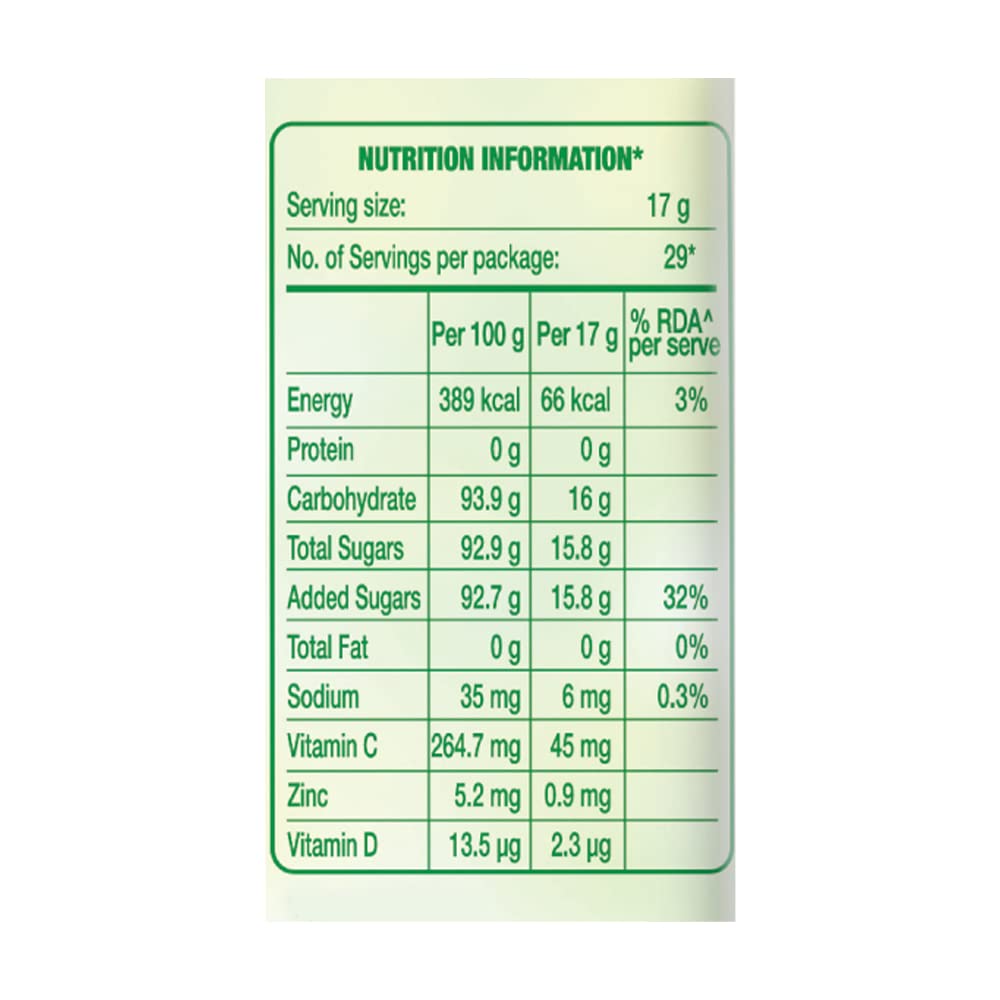 NUTRITION INFORMATION*
Serving size: 17 g
No. of Servings per package: 29*
Per 100 g Per 17 g % RDA^ per serve
Energy 389 kcal 66 kcal 3%
Protein 0 g 0 g
Carbohydrate 93.9 g 16 g
Total Sugars 92.9 g 15.8 g
Added Sugars 92.7 g 15.8 g 32%
Total Fat 0 g 0 g 0%
Sodium 35 mg 6 mg 0.3%
Vitamin C 264.7 mg 45 mg
Zinc 5.2 mg 0.9 mg
Vitamin D 13.5 µg 2.3 µg